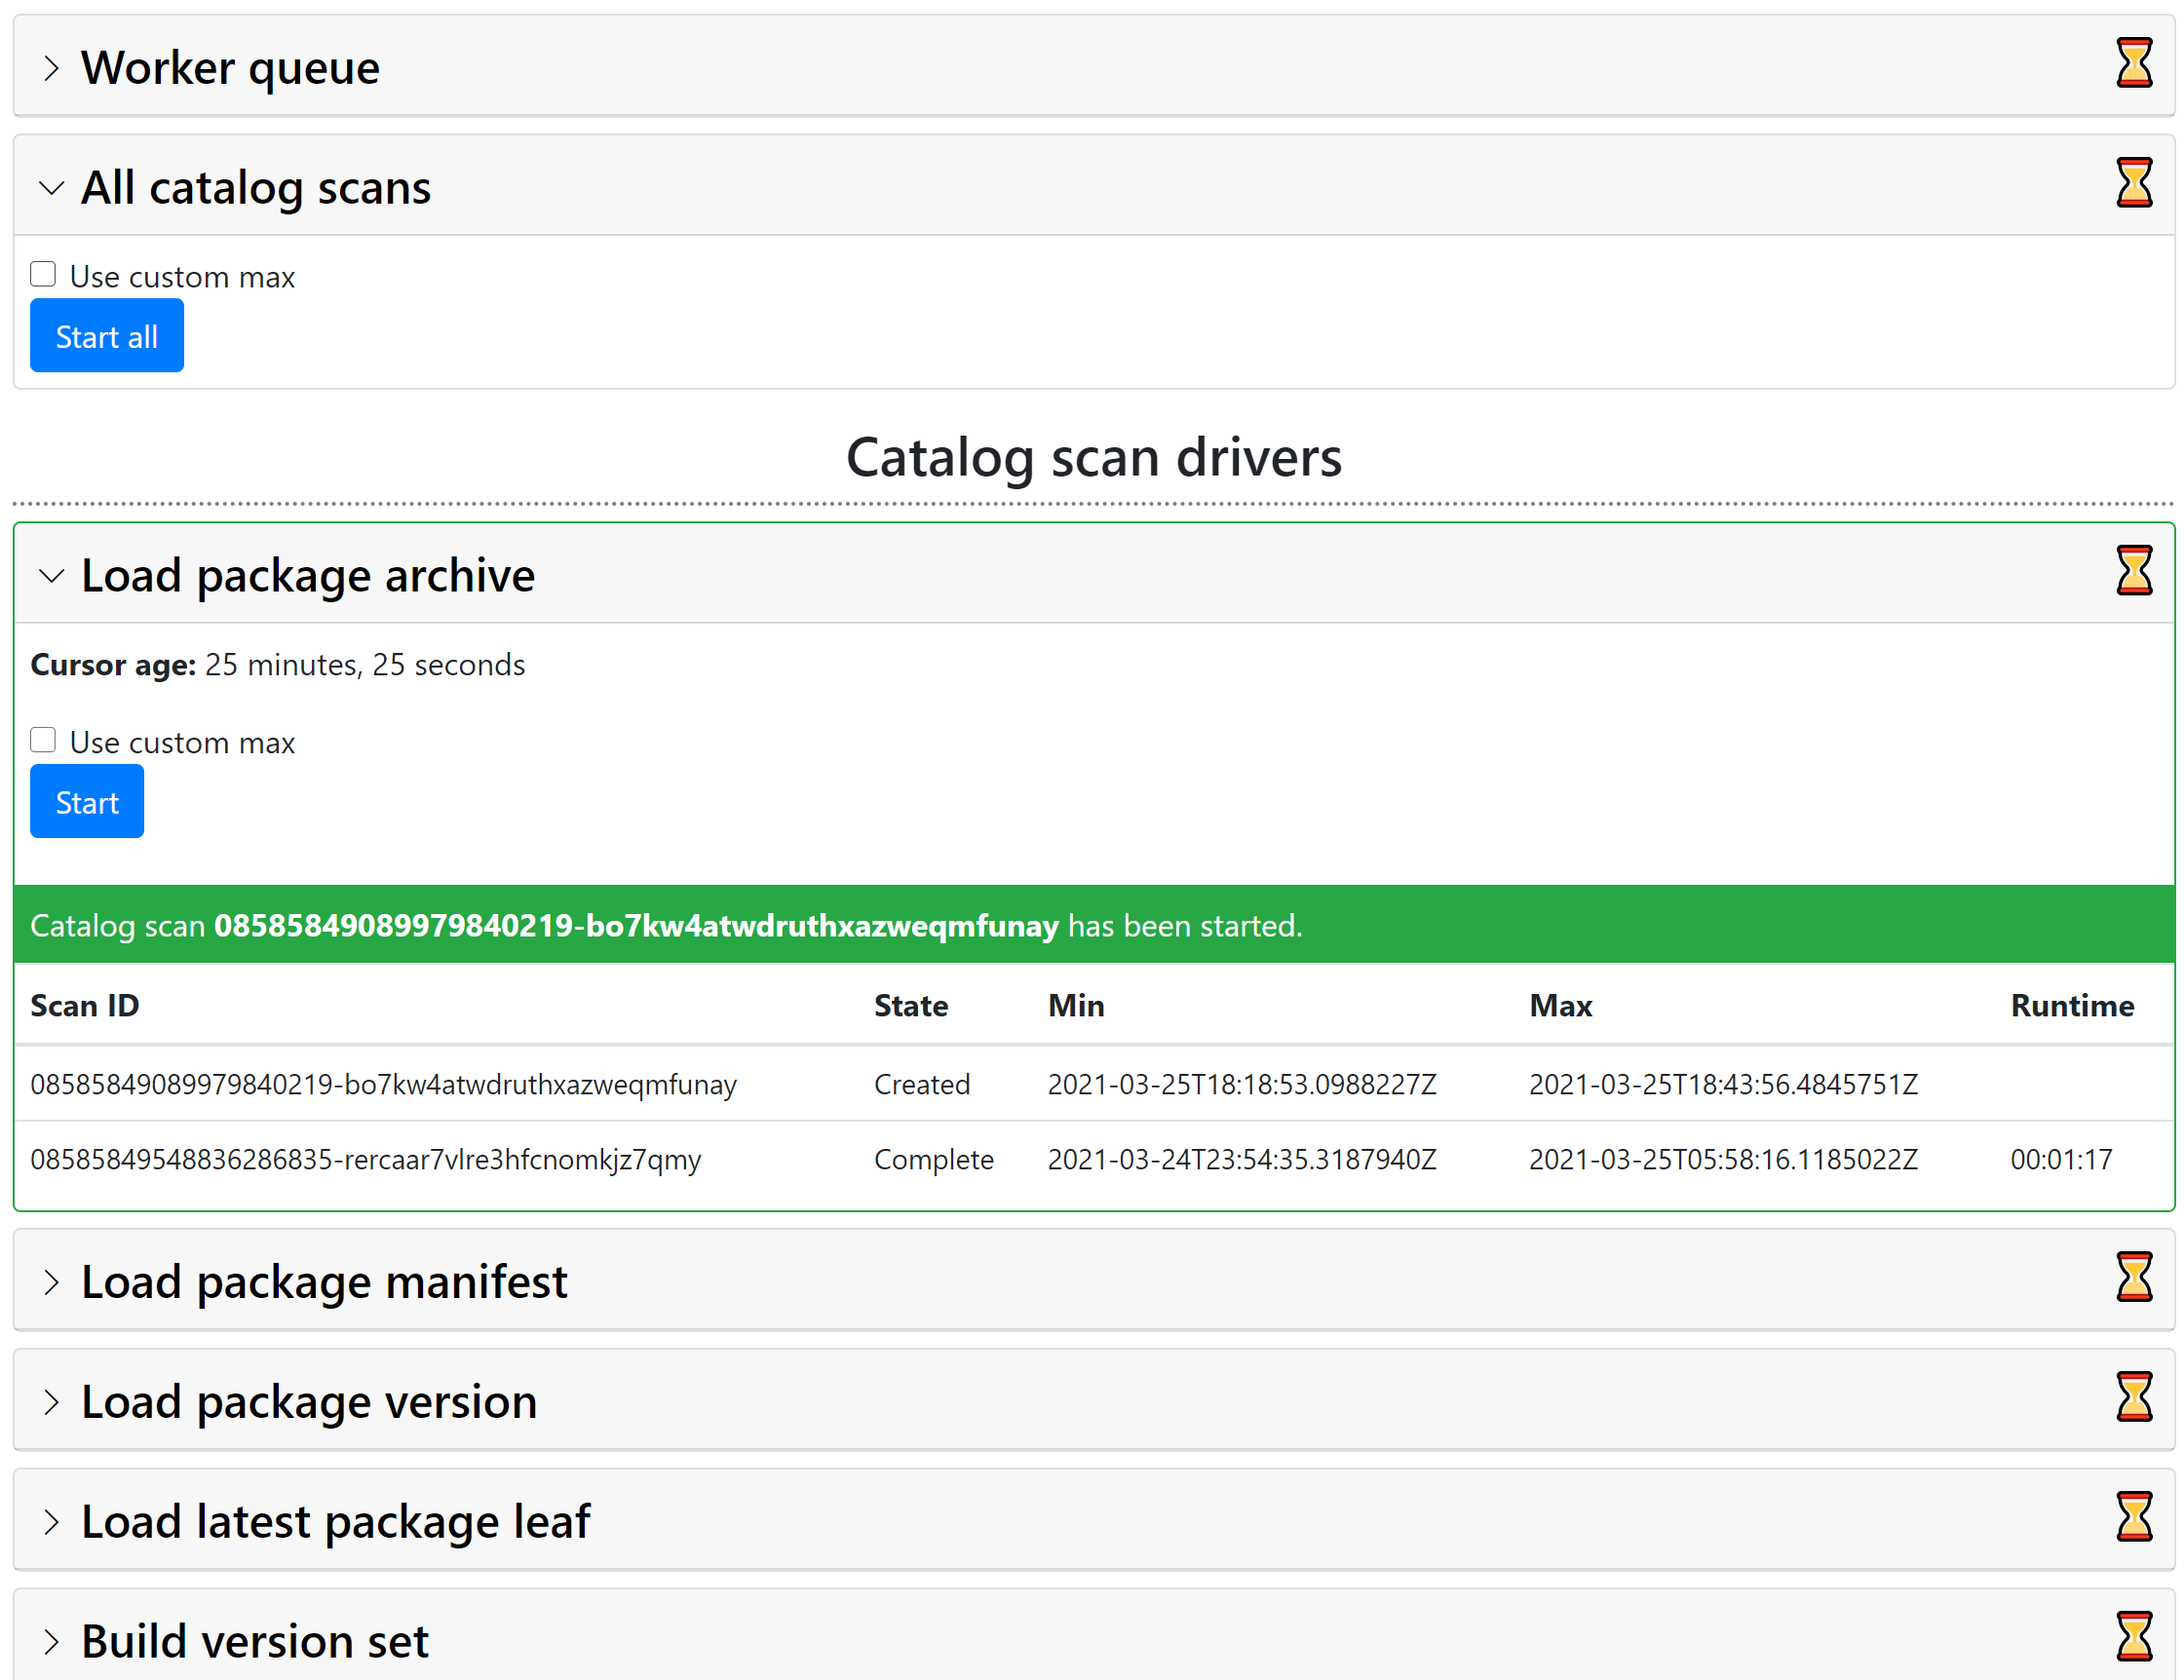 Worker queue
All catalog scans
Use custom max
Start all
Catalog scan drivers
Load package archive
Cursor age: 25 minutes, 25 seconds
Use custom max
Start
Catalog scan 08585849089979840219-bo7kw4atwdruthxazweqmfunay has been started.
Scan ID State Min Max Runtime
08585849089979840219-bo7kw4atwdruthxazweqmfunay Created 2021-03-25T18:18:53.0988227Z 2021-03-25T18:43:56.4845751Z
08585849548836286835-rercaar7vlre3hfcnomkjz7qmy Complete 2021-03-24T23:54:35.3187940Z 2021-03-25T05:58:16.1185022Z 00:01:17
Load package manifest
Load package version
Load latest package leaf
Build version set